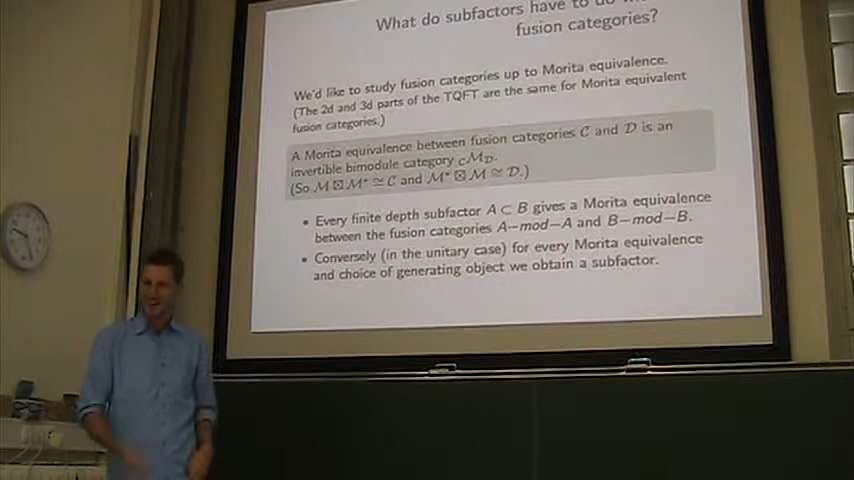 What do subfactors have to do
fusion categories?
We'd like to study fusion categories up to Morita equivalence.
(The 2d and 3d parts of the TQFT are the same for Morita equivalent
fusion categories.)
A Morita equivalence between fusion categories 𝒞 and 𝒟 is an
invertible bimodule category 𝒞ℳ𝒟.
(So ℳ ⊠ ℳ* ≅ 𝒞 and ℳ* ⊠ ℳ ≅ 𝒟.)
• Every finite depth subfactor A ⊂ B gives a Morita equivalence
between the fusion categories A−mod−A and B−mod−B.
• Conversely (in the unitary case) for every Morita equivalence
and choice of generating object we obtain a subfactor.